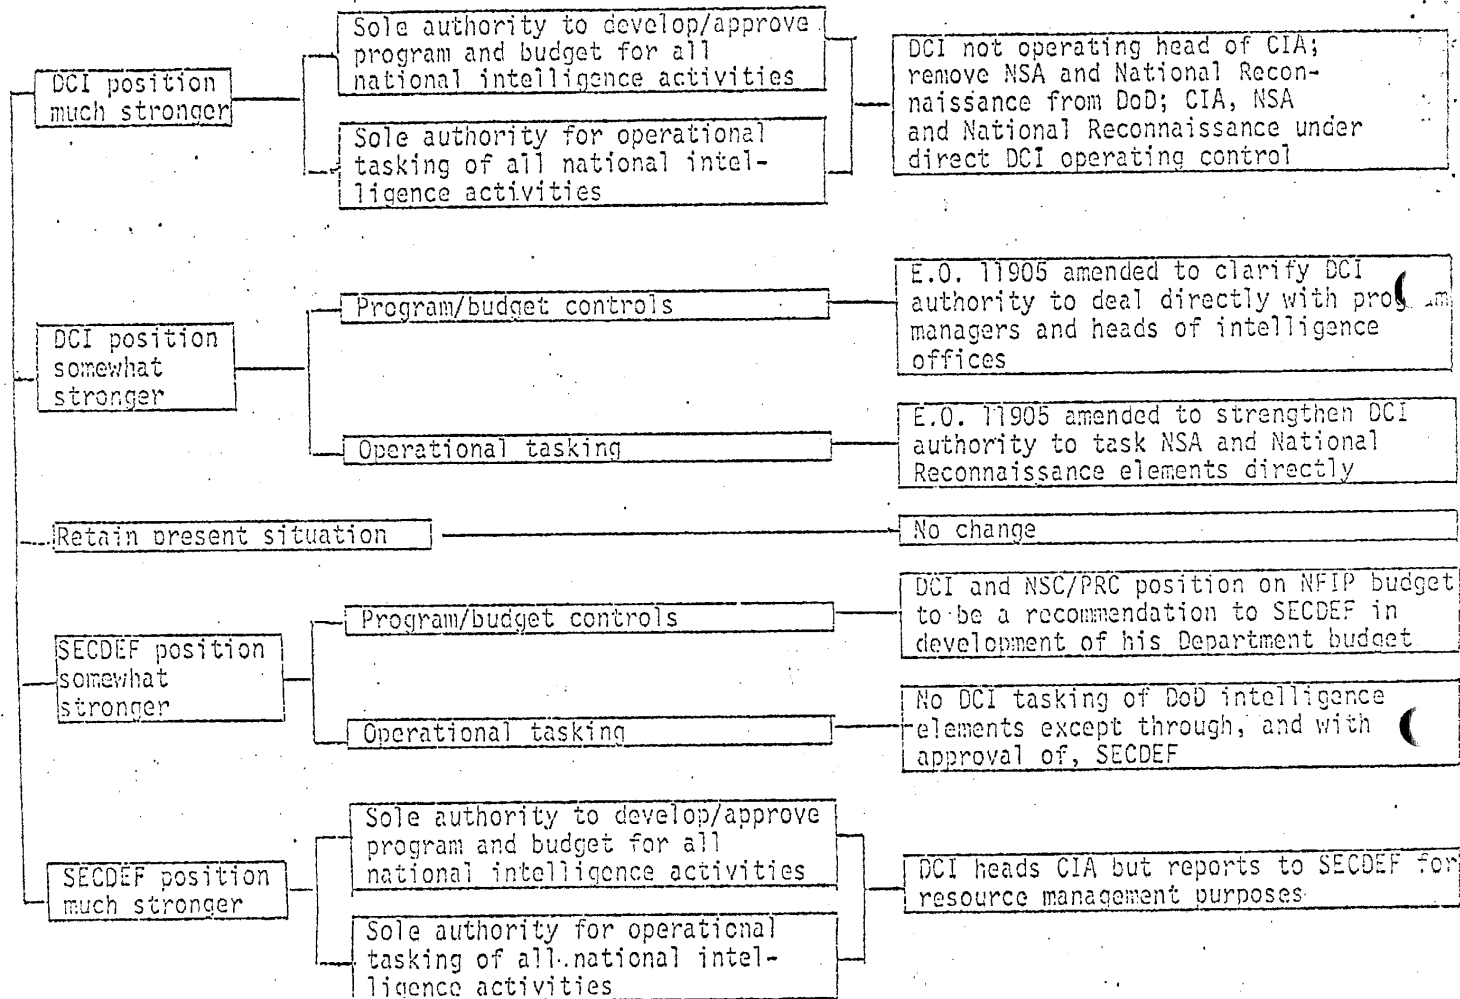 DCI position
much stronger
Sole authority to develop/approve
program and budget for all
national intelligence activities
Sole authority for operational
tasking of all national intel-
ligence activities
DCI not operating head of CIA;
remove NSA and National Recon-
naissance from DoD; CIA, NSA
and National Reconnaissance under
direct DCI operating control
DCI position
somewhat
stronger
Program/budget controls
E.O. 11905 amended to clarify DCI
authority to deal directly with
managers and heads of intelligence
offices
Operational tasking
E.O. 11905 amended to strengthen DCI
authority to task NSA and National
Reconnaissance elements directly
Retain present situation
No change
SECDEF position
somewhat
stronger
Program/budget controls
DCI and NSC/PRC position on NFIP budget
to be a recommendation to SECDEF in
development of his Department budget
Operational tasking
No DCI tasking of DoD intelligence
elements except through, and with
approval of, SECDEF
SECDEF position
much stronger
Sole authority to develop/approve
program and budget for all
national intelligence activities
Sole authority for operational
tasking of all national intel-
ligence activities
DCI heads CIA but reports to SECDEF for
resource management purposes